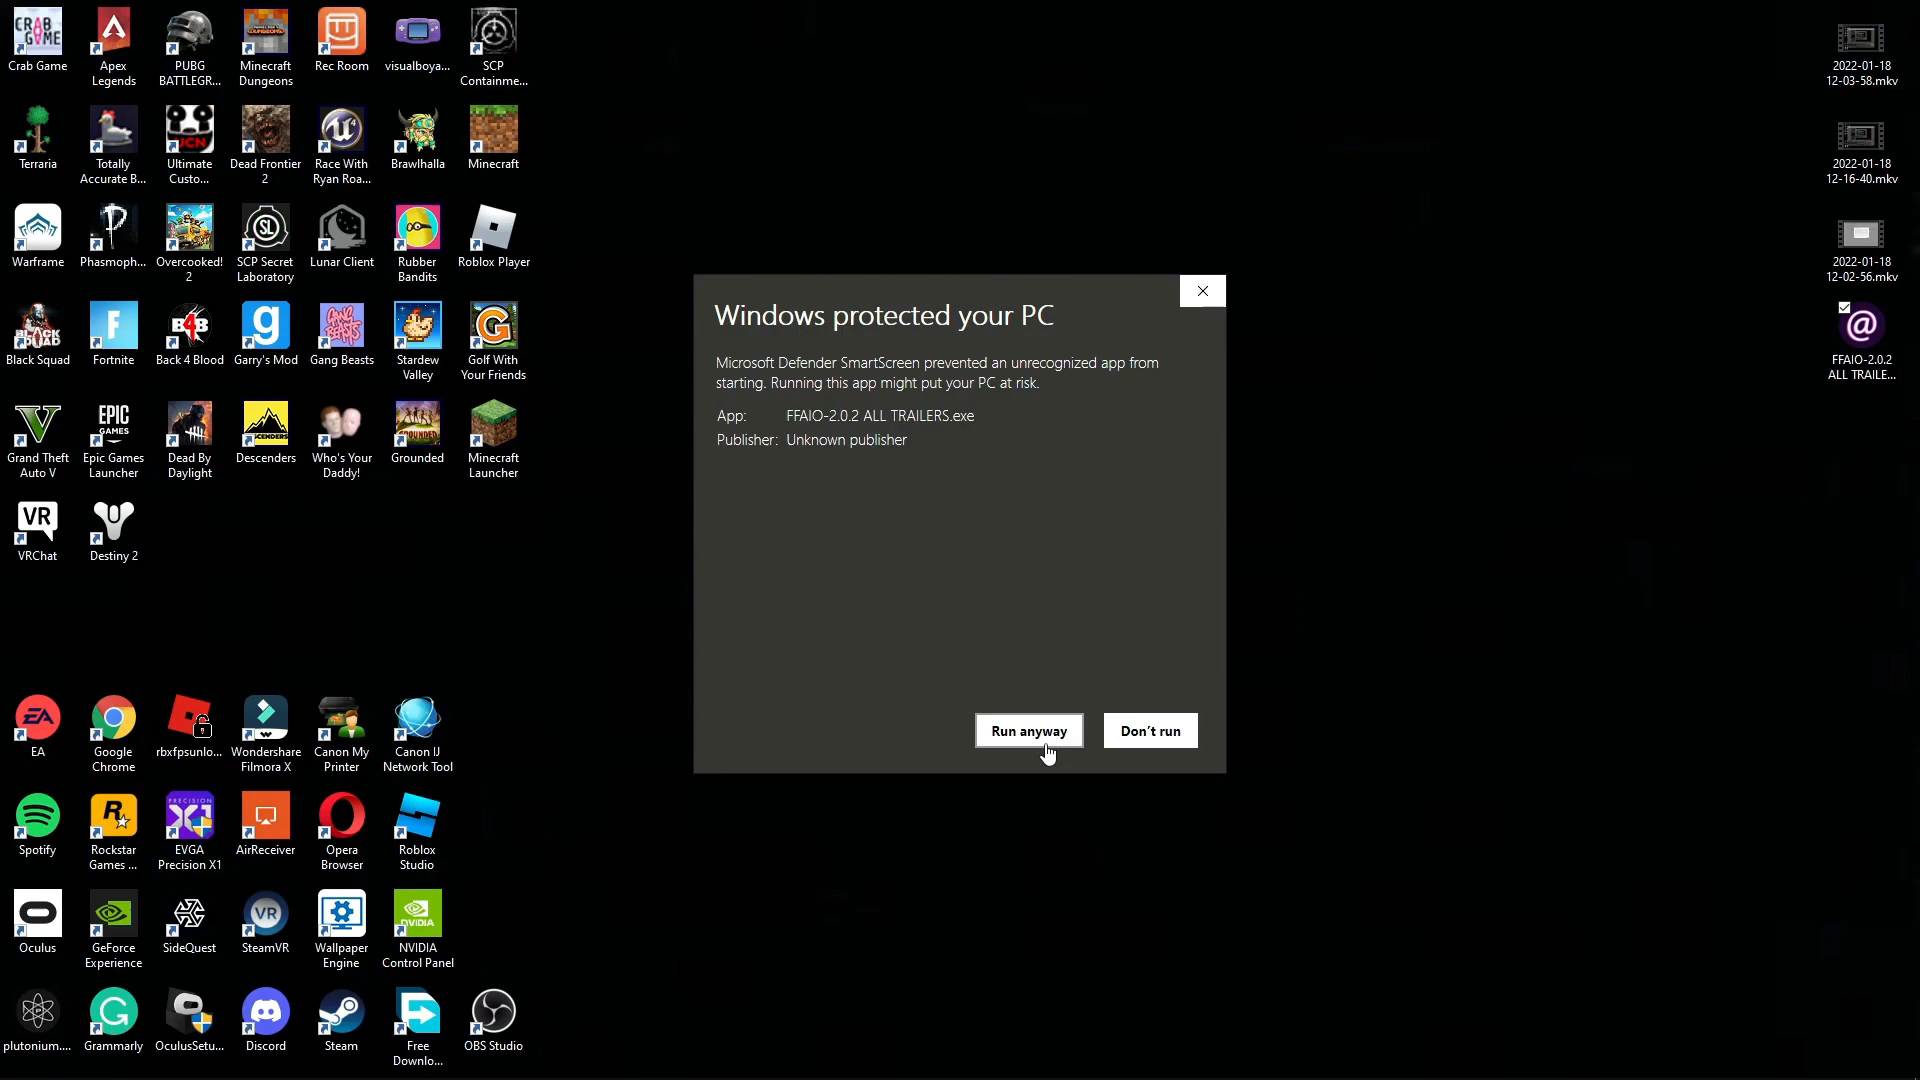 Crab Game
Apex
Legends
PUBG
BATTLEGR...
Minecraft
Dungeons
Rec Room
visualboya...
SCP
Containme...
Terraria
Totally
Accurate B...
Ultimate
Custo...
Dead Frontier
2
Race With
Ryan Roa...
Brawlhalla
Minecraft
Warframe
Phasmoph...
Overcooked!
2
SCP Secret
Laboratory
Lunar Client
Rubber
Bandits
Roblox Player
Black Squad
Fortnite
Back 4 Blood
Garry's Mod
Gang Beasts
Stardew
Valley
Golf With
Your Friends
Grand Theft
Auto V
Epic Games
Launcher
Dead By
Daylight
Descenders
Who's Your
Daddy!
Grounded
Minecraft
Launcher
VRChat
Destiny 2
EA
Google
Chrome
rbxfpsunlo...
Wondershare
Filmora X
Canon My
Printer
Canon IJ
Network Tool
Spotify
Rockstar
Games ...
EVGA
Precision X1
AirReceiver
Opera
Browser
Roblox
Studio
Oculus
GeForce
Experience
SideQuest
SteamVR
Wallpaper
Engine
NVIDIA
Control Panel
plutonium....
Grammarly
OculusSetu...
Discord
Steam
Free
Downlo...
OBS Studio
Windows protected your PC
Microsoft Defender SmartScreen prevented an unrecognized app from
starting. Running this app might put your PC at risk.
App: FFAIO-2.0.2 ALL TRAILERS.exe
Publisher: Unknown publisher
Run anyway
Don't run
2022-01-18
12-03-58.mkv
2022-01-18
12-16-40.mkv
2022-01-18
12-02-56.mkv
FFAIO-2.0.2
ALL TRAILE...